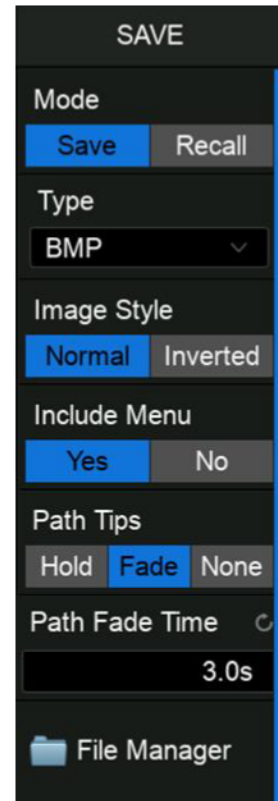 SAVE
Mode
Save Recall
Type
BMP
Image Style
Normal Inverted
Include Menu
Yes No
Path Tips
Hold Fade None
Path Fade Time
3.0s
File Manager